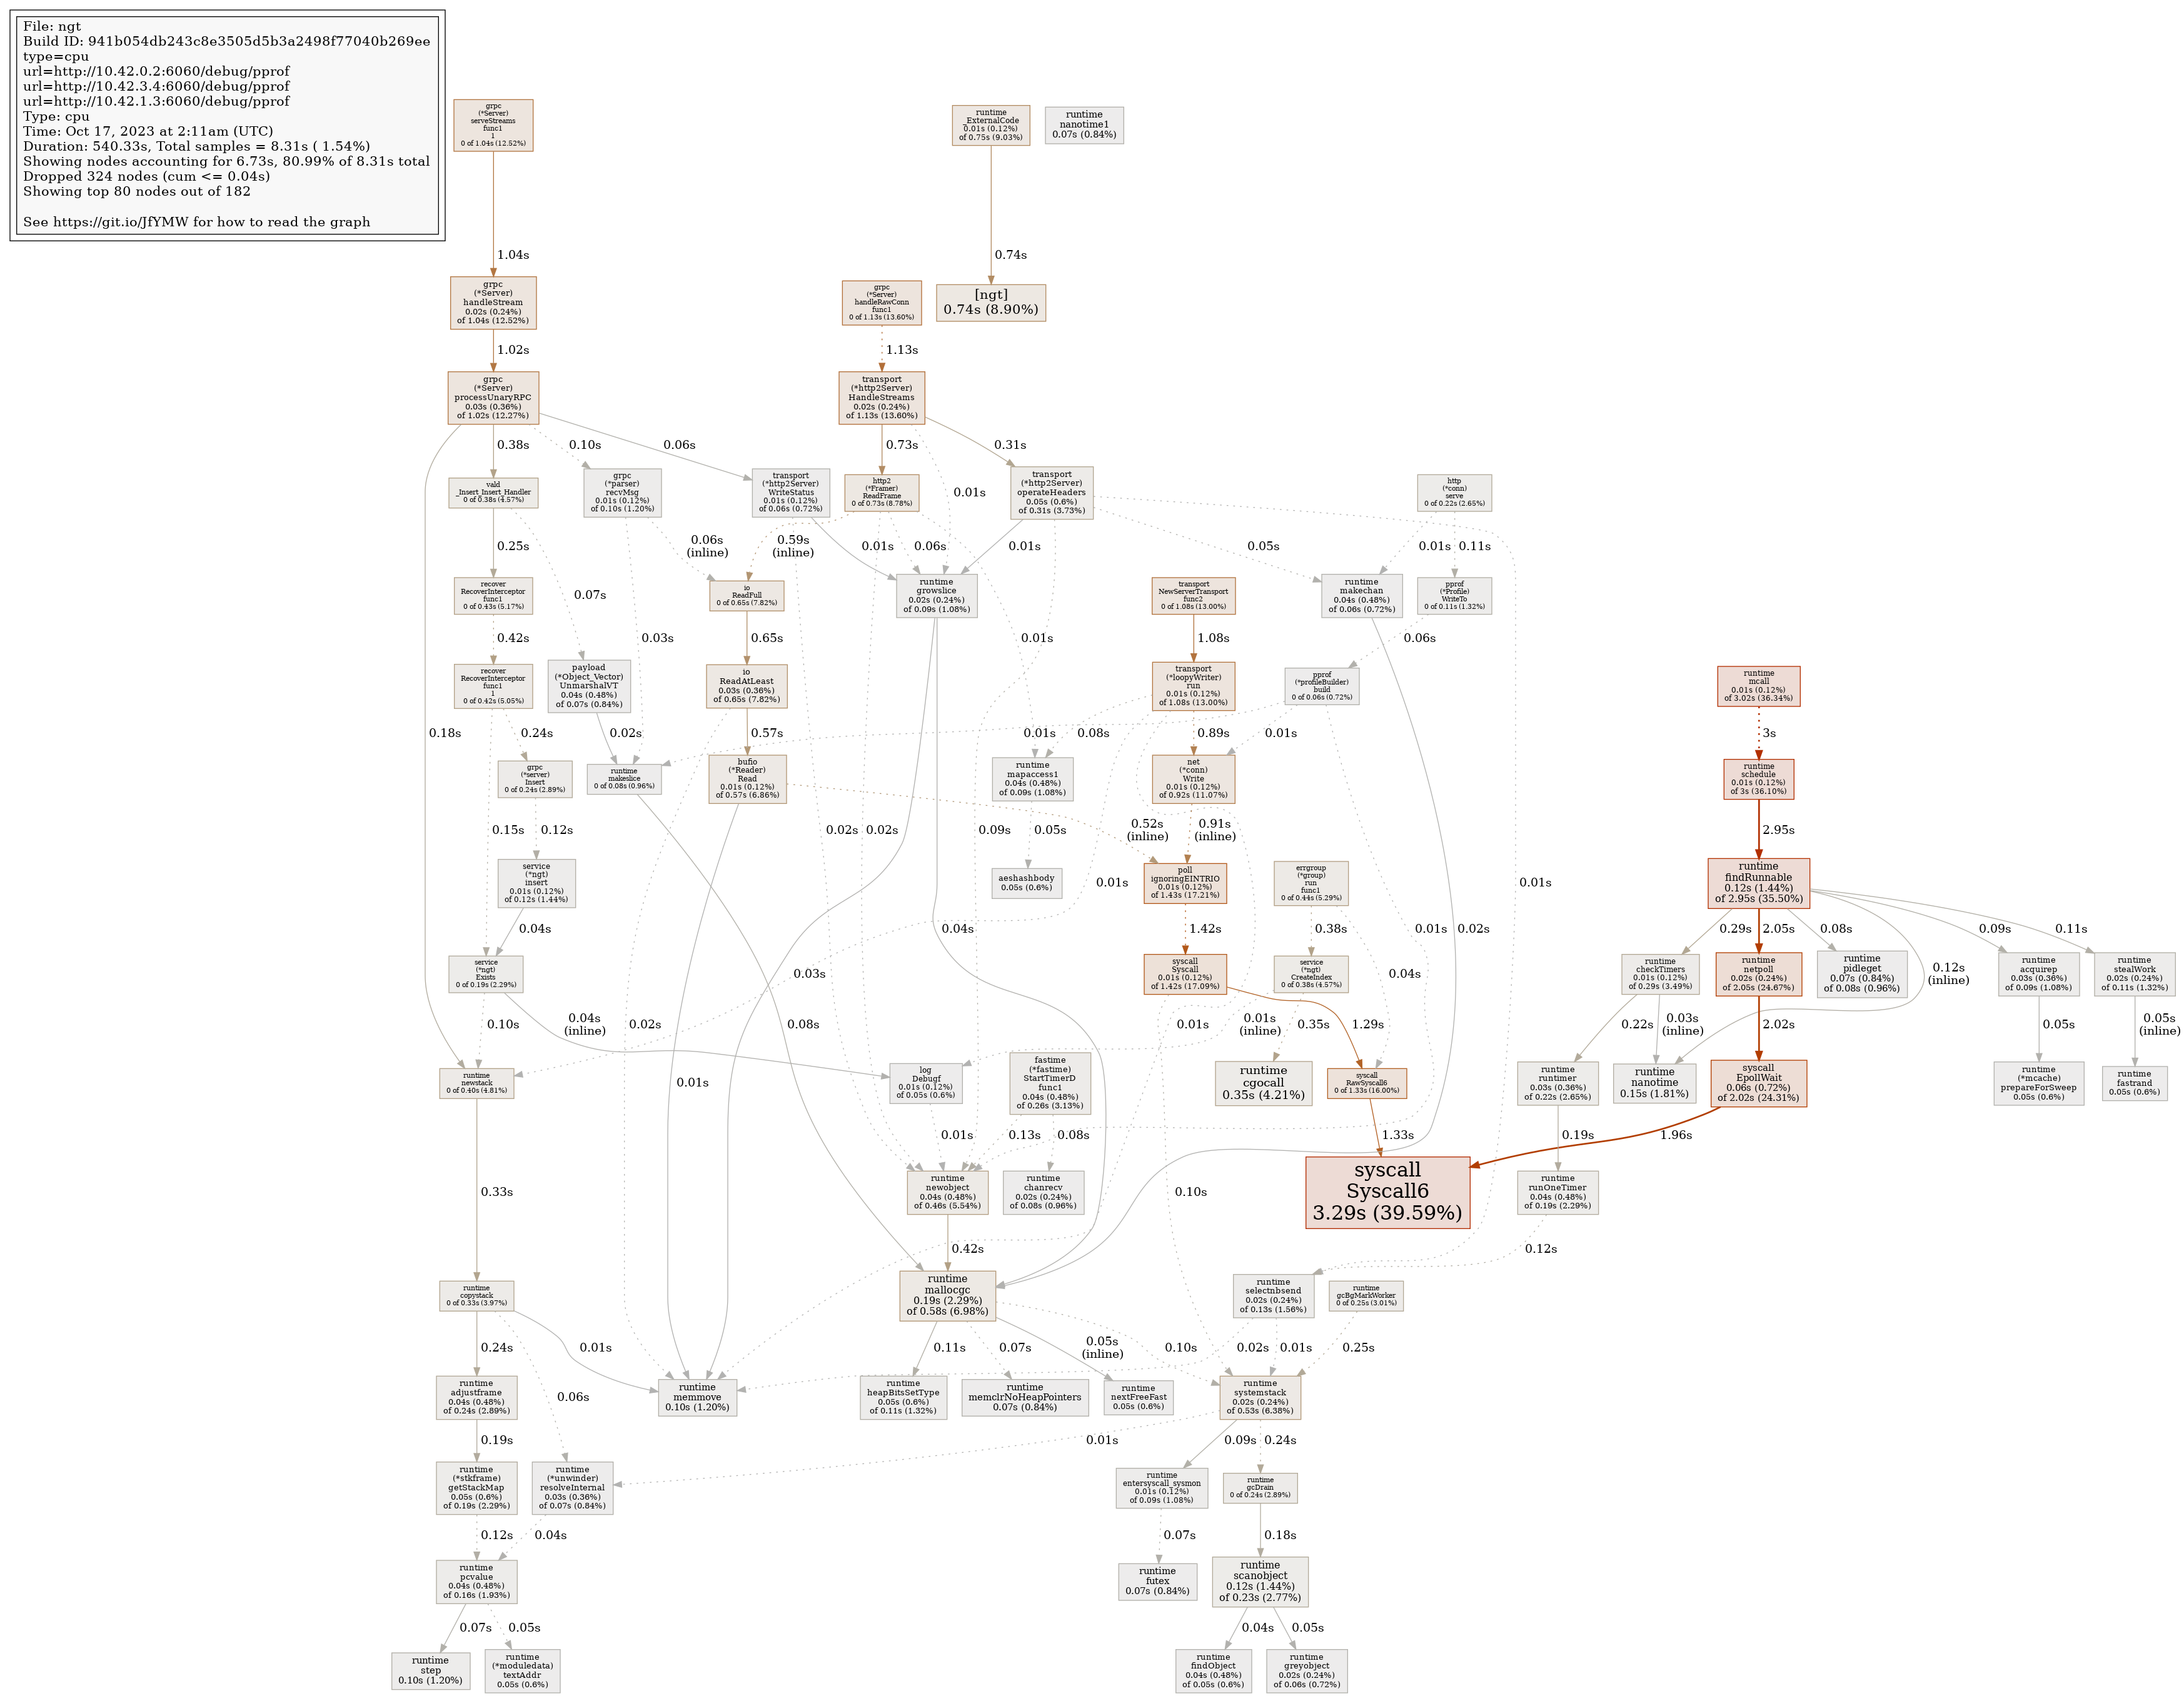 File: ngt
Build ID: 941b054db243c8e3505d5b3a2498f77040b269ee
type=cpu
url=http://10.42.0.2:6060/debug/pprof
url=http://10.42.3.4:6060/debug/pprof
url=http://10.42.1.3:6060/debug/pprof
Type: cpu
Time: Oct 17, 2023 at 2:11am (UTC)
Duration: 540.33s, Total samples = 8.31s ( 1.54%)
Showing nodes accounting for 6.73s, 80.99% of 8.31s total
Dropped 324 nodes (cum <= 0.04s)
Showing top 80 nodes out of 182
See https://git.io/JfYMW for how to read the graph
grpc
(*Server)
serveStreams
func1
1
0 of 1.04s (12.52%)
runtime
_ExternalCode
0.01s (0.12%)
of 0.75s (9.03%)
runtime
nanotime1
0.07s (0.84%)
1.04s
0.74s
grpc
(*Server)
handleStream
0.02s (0.24%)
of 1.04s (12.52%)
grpc
(*Server)
handleRawConn
func1
0 of 1.13s (13.60%)
[ngt]
0.74s (8.90%)
1.02s
1.13s
grpc
(*Server)
processUnaryRPC
0.03s (0.36%)
of 1.02s (12.27%)
transport
(*http2Server)
HandleStreams
0.02s (0.24%)
of 1.13s (13.60%)
0.38s
0.10s
0.06s
0.73s
0.31s
vald
_Insert_Insert_Handler
0 of 0.38s (4.57%)
grpc
(*parser)
recvMsg
0.01s (0.12%)
of 0.10s (1.20%)
transport
(*http2Server)
WriteStatus
0.01s (0.12%)
of 0.06s (0.72%)
http2
(*Framer)
ReadFrame
0 of 0.73s (8.78%)
0.01s
transport
(*http2Server)
operateHeaders
0.05s (0.6%)
of 0.31s (3.73%)
http
(*conn)
serve
0 of 0.22s (2.65%)
0.25s
0.06s
(inline)
0.59s
(inline)
0.01s
0.06s
0.01s
0.05s
0.01s
0.11s
recover
RecoverInterceptor
func1
0 of 0.43s (5.17%)
0.07s
io
ReadFull
0 of 0.65s (7.82%)
runtime
growslice
0.02s (0.24%)
of 0.09s (1.08%)
transport
NewServerTransport
func2
0 of 1.08s (13.00%)
runtime
makechan
0.04s (0.48%)
of 0.06s (0.72%)
pprof
(*Profile)
WriteTo
0 of 0.11s (1.32%)
0.42s
0.03s
0.65s
0.01s
1.08s
0.06s
recover
RecoverInterceptor
func1
1
0 of 0.42s (5.05%)
payload
(*Object_Vector)
UnmarshalVT
0.04s (0.48%)
of 0.07s (0.84%)
io
ReadAtLeast
0.03s (0.36%)
of 0.65s (7.82%)
transport
(*loopyWriter)
run
0.01s (0.12%)
of 1.08s (13.00%)
pprof
(*profileBuilder)
build
0 of 0.06s (0.72%)
runtime
mcall
0.01s (0.12%)
of 3.02s (36.34%)
0.18s
0.24s
0.02s
0.57s
0.01s
0.08s
0.89s
0.01s
3s
grpc
(*server)
Insert
0 of 0.24s (2.89%)
runtime
makeslice
0 of 0.08s (0.96%)
bufio
(*Reader)
Read
0.01s (0.12%)
of 0.57s (6.86%)
runtime
mapaccess1
0.04s (0.48%)
of 0.09s (1.08%)
net
(*conn)
Write
0.01s (0.12%)
of 0.92s (11.07%)
runtime
schedule
0.01s (0.12%)
of 3s (36.10%)
0.15s
0.12s
0.02s
0.02s
0.09s
0.05s
0.52s
(inline)
0.91s
(inline)
2.95s
service
(*ngt)
insert
0.01s (0.12%)
of 0.12s (1.44%)
aeshashbody
0.05s (0.6%)
0.01s
poll
ignoringEINTRIO
0.01s (0.12%)
of 1.43s (17.21%)
errgroup
(*group)
run
func1
0 of 0.44s (5.29%)
0.01s
runtime
findRunnable
0.12s (1.44%)
of 2.95s (35.50%)
0.04s
0.04s
1.42s
0.38s
0.01s
0.02s
0.29s
2.05s
0.08s
0.09s
0.11s
service
(*ngt)
Exists
0 of 0.19s (2.29%)
0.03s
syscall
Syscall
0.01s (0.12%)
of 1.42s (17.09%)
service
(*ngt)
CreateIndex
0 of 0.38s (4.57%)
0.04s
runtime
checkTimers
0.01s (0.12%)
of 0.29s (3.49%)
runtime
netpoll
0.02s (0.24%)
of 2.05s (24.67%)
runtime
pidleget
0.07s (0.84%)
of 0.08s (0.96%)
0.12s
(inline)
runtime
acquirep
0.03s (0.36%)
of 0.09s (1.08%)
runtime
stealWork
0.02s (0.24%)
of 0.11s (1.32%)
0.10s
0.04s
(inline)
0.02s
0.08s
0.01s
0.01s
(inline)
0.35s
1.29s
0.22s
0.03s
(inline)
2.02s
0.05s
0.05s
(inline)
runtime
newstack
0 of 0.40s (4.81%)
0.01s
log
Debugf
0.01s (0.12%)
of 0.05s (0.6%)
fastime
(*fastime)
StartTimerD
func1
0.04s (0.48%)
of 0.26s (3.13%)
runtime
cgocall
0.35s (4.21%)
syscall
RawSyscall6
0 of 1.33s (16.00%)
runtime
runtimer
0.03s (0.36%)
of 0.22s (2.65%)
runtime
nanotime
0.15s (1.81%)
syscall
EpollWait
0.06s (0.72%)
of 2.02s (24.31%)
runtime
(*mcache)
prepareForSweep
0.05s (0.6%)
runtime
fastrand
0.05s (0.6%)
0.01s
0.13s
0.08s
1.33s
0.19s
1.96s
0.33s
runtime
newobject
0.04s (0.48%)
of 0.46s (5.54%)
runtime
chanrecv
0.02s (0.24%)
of 0.08s (0.96%)
0.10s
syscall
Syscall6
3.29s (39.59%)
runtime
runOneTimer
0.04s (0.48%)
of 0.19s (2.29%)
0.42s
0.12s
runtime
copystack
0 of 0.33s (3.97%)
runtime
mallocgc
0.19s (2.29%)
of 0.58s (6.98%)
runtime
selectnbsend
0.02s (0.24%)
of 0.13s (1.56%)
runtime
gcBgMarkWorker
0 of 0.25s (3.01%)
0.24s
0.01s
0.11s
0.07s
0.05s
(inline)
0.10s
0.02s
0.01s
0.25s
runtime
adjustframe
0.04s (0.48%)
of 0.24s (2.89%)
0.06s
runtime
memmove
0.10s (1.20%)
runtime
heapBitsSetType
0.05s (0.6%)
of 0.11s (1.32%)
runtime
memclrNoHeapPointers
0.07s (0.84%)
runtime
nextFreeFast
0.05s (0.6%)
runtime
systemstack
0.02s (0.24%)
of 0.53s (6.38%)
0.19s
0.01s
0.09s
0.24s
runtime
(*stkframe)
getStackMap
0.05s (0.6%)
of 0.19s (2.29%)
runtime
(*unwinder)
resolveInternal
0.03s (0.36%)
of 0.07s (0.84%)
runtime
entersyscall_sysmon
0.01s (0.12%)
of 0.09s (1.08%)
runtime
gcDrain
0 of 0.24s (2.89%)
0.12s
0.04s
0.07s
0.18s
runtime
pcvalue
0.04s (0.48%)
of 0.16s (1.93%)
runtime
futex
0.07s (0.84%)
runtime
scanobject
0.12s (1.44%)
of 0.23s (2.77%)
0.07s
0.05s
0.04s
0.05s
runtime
step
0.10s (1.20%)
runtime
(*moduledata)
textAddr
0.05s (0.6%)
runtime
findObject
0.04s (0.48%)
of 0.05s (0.6%)
runtime
greyobject
0.02s (0.24%)
of 0.06s (0.72%)